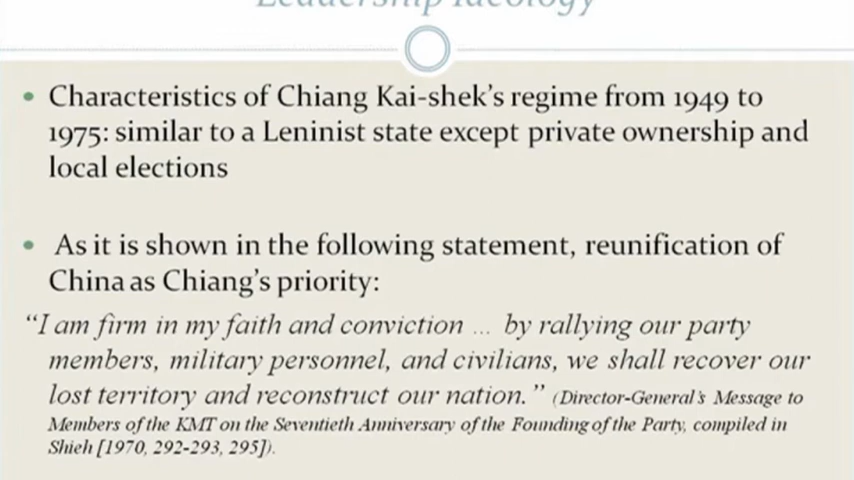 Leadership Ideology
• Characteristics of Chiang Kai-shek's regime from 1949 to
1975: similar to a Leninist state except private ownership and
local elections
• As it is shown in the following statement, reunification of
China as Chiang's priority:
“I am firm in my faith and conviction ... by rallying our party
members, military personnel, and civilians, we shall recover our
lost territory and reconstruct our nation.” (Director-General's Message to
Members of the KMT on the Seventieth Anniversary of the Founding of the Party, compiled in
Shieh [1970, 292-293, 295]).